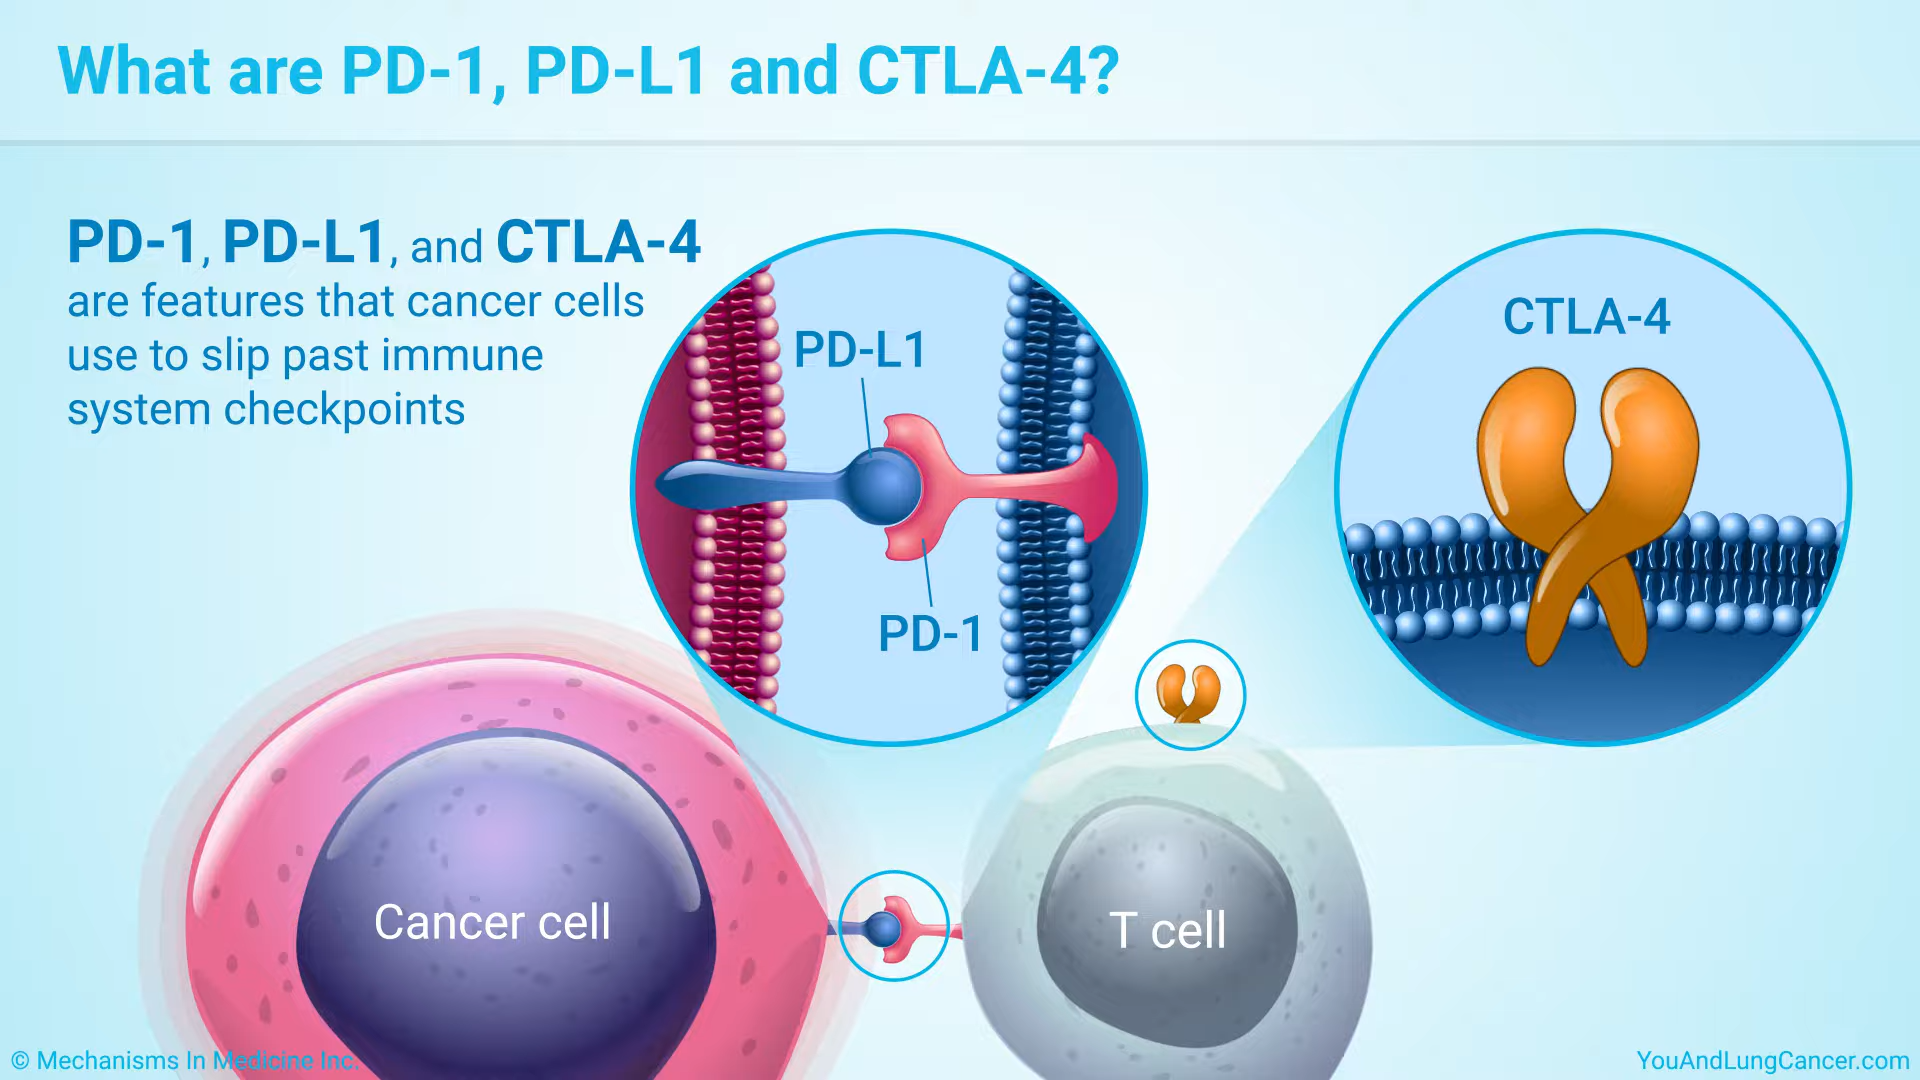 What are PD-1, PD-L1 and CTLA-4?
PD-1, PD-L1, and CTLA-4
are features that cancer cells
use to slip past immune
system checkpoints
PD-L1
PD-1
CTLA-4
Cancer cell
T cell
© Mechanisms In Medicine Inc.
YouAndLungCancer.com